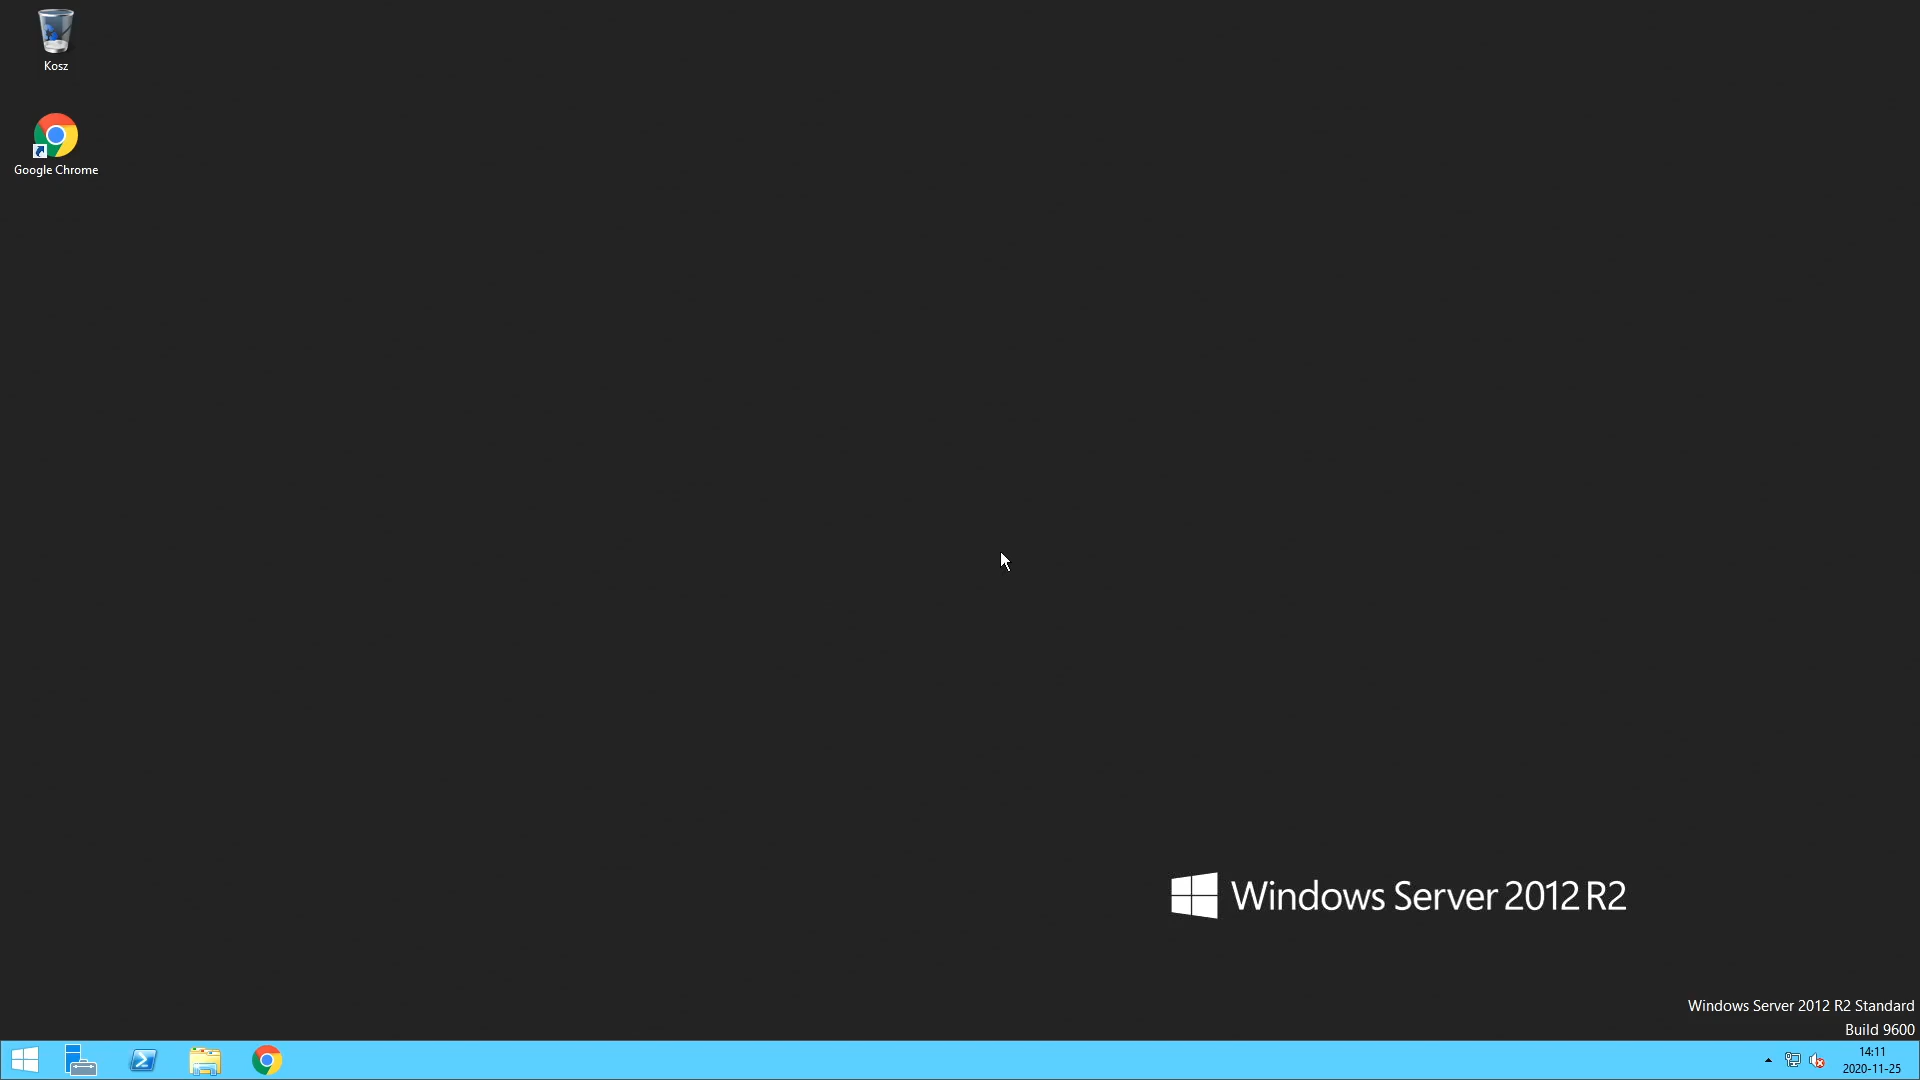 Kosz
Google Chrome
Windows Server 2012 R2
Windows Server 2012 R2 Standard
Build 9600
14:11
2020-11-25